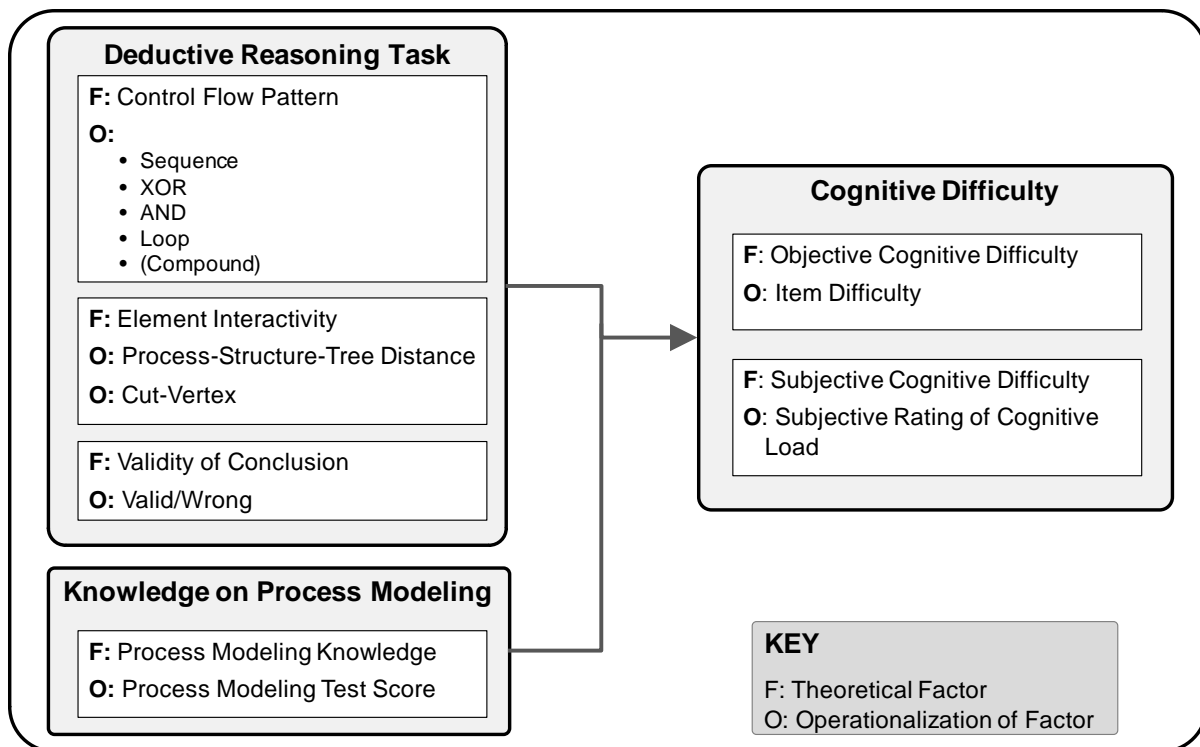 Deductive Reasoning Task
F: Control Flow Pattern
O:
• Sequence
• XOR
• AND
• Loop
• (Compound)
F: Element Interactivity
O: Process-Structure-Tree Distance
O: Cut-Vertex
F: Validity of Conclusion
O: Valid/Wrong
Knowledge on Process Modeling
F: Process Modeling Knowledge
O: Process Modeling Test Score
Cognitive Difficulty
F: Objective Cognitive Difficulty
O: Item Difficulty
F: Subjective Cognitive Difficulty
O: Subjective Rating of Cognitive
Load
KEY
F: Theoretical Factor
O: Operationalization of Factor